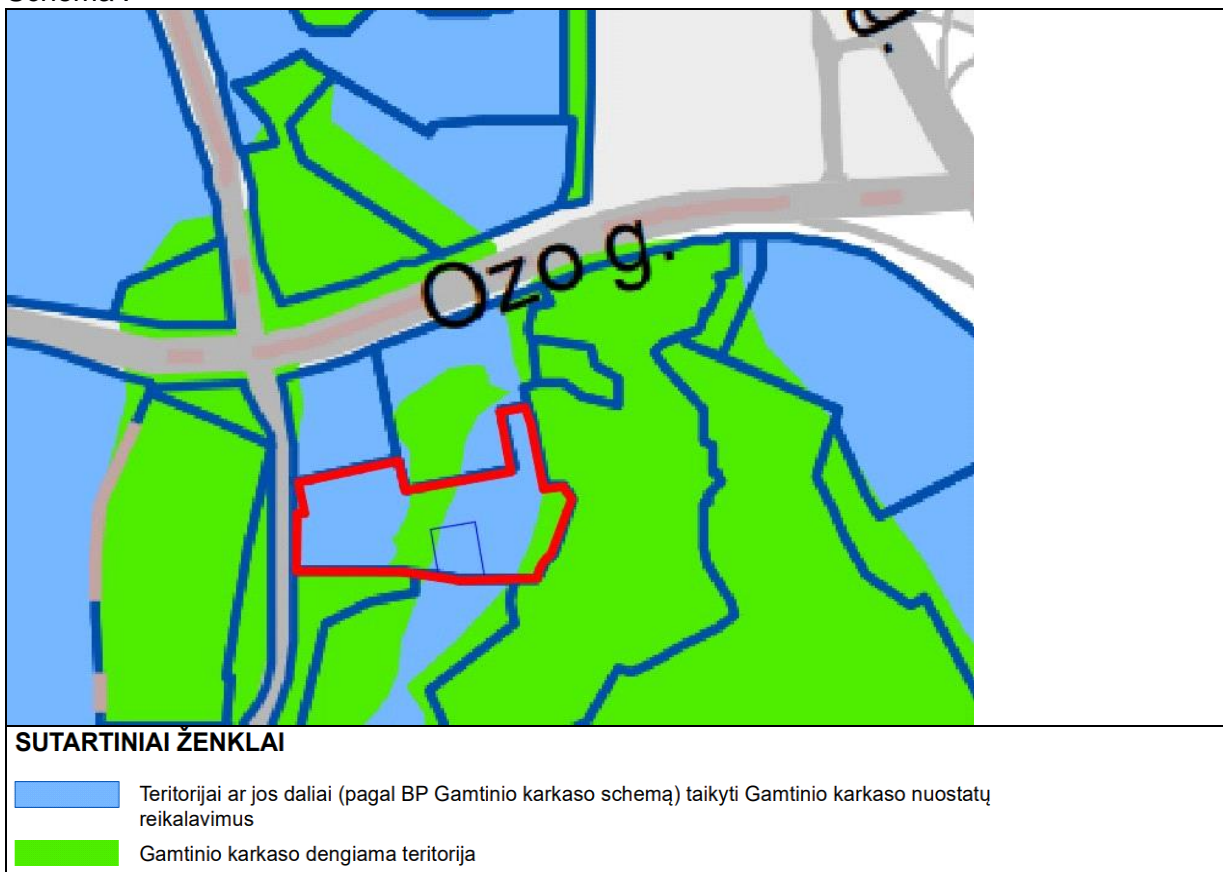 Ozo g.
SUTARTINIAI ŽENKLAI
Teritorijai ar jos daliai (pagal BP Gamtinio karkaso schemą) taikyti Gamtinio karkaso nuostatų
reikalavimus
Gamtinio karkaso dengiama teritorija